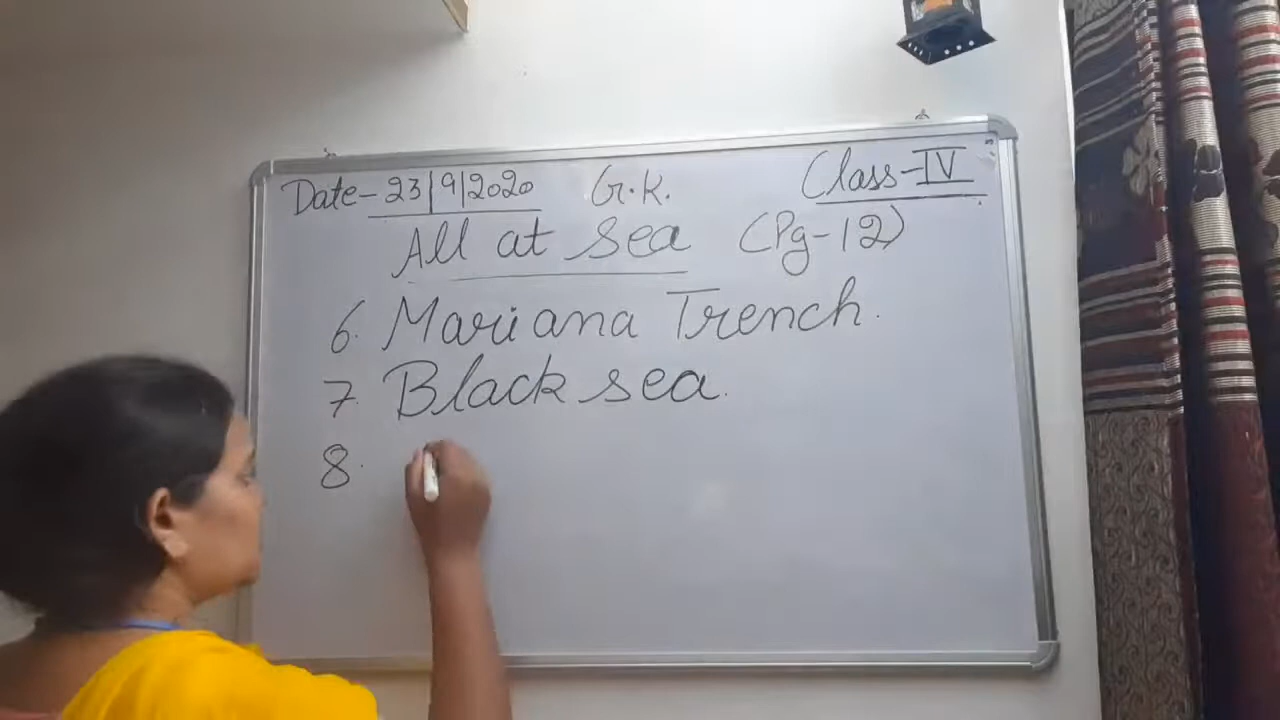 Date-23|9|2020 G.K. Class-IV
All at sea (Pg-12)
6. Mariana Trench.
7. Black sea.
8.